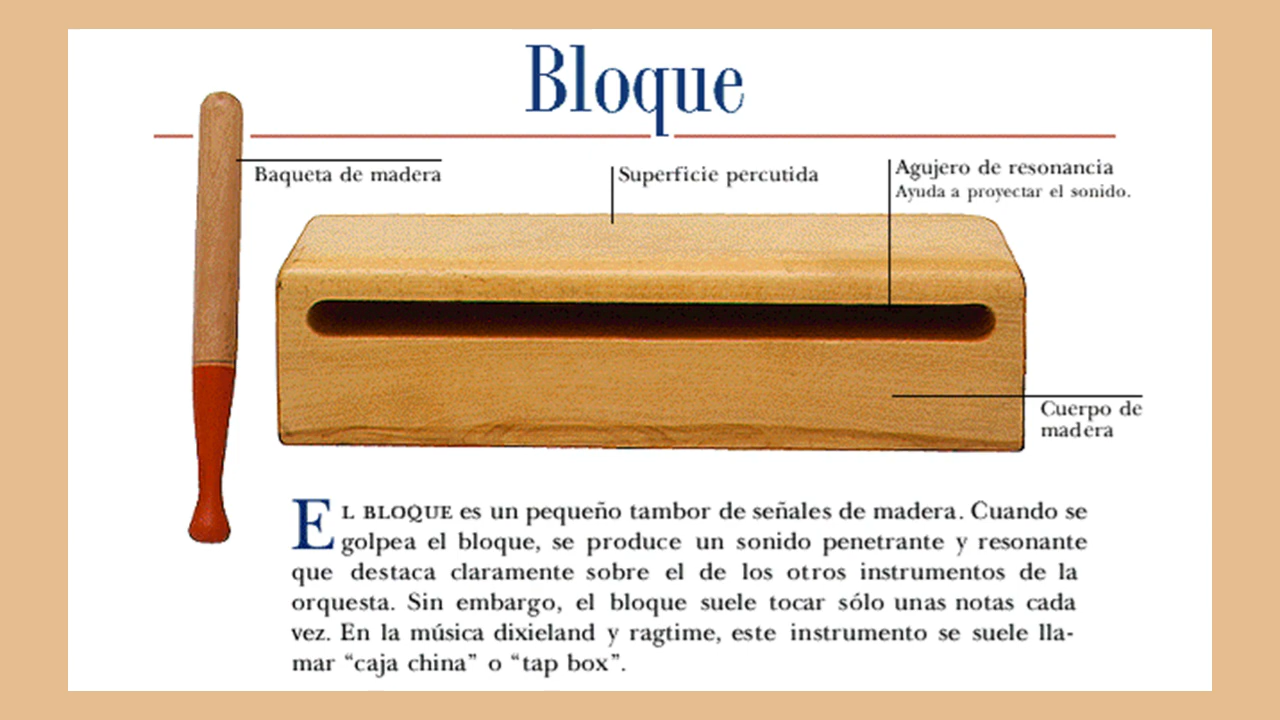 Bloque
Baqueta de madera
Superficie percutida
Agujero de resonancia
Ayuda a proyectar el sonido.
Cuerpo de
madera
EL BLOQUE es un pequeño tambor de señales de madera. Cuando se
golpea el bloque, se produce un sonido penetrante y resonante
que destaca claramente sobre el de los otros instrumentos de la
orquesta. Sin embargo, el bloque suele tocar sólo unas notas cada
vez. En la música dixieland y ragtime, este instrumento se suele lla-
mar “caja china” o “tap box”.